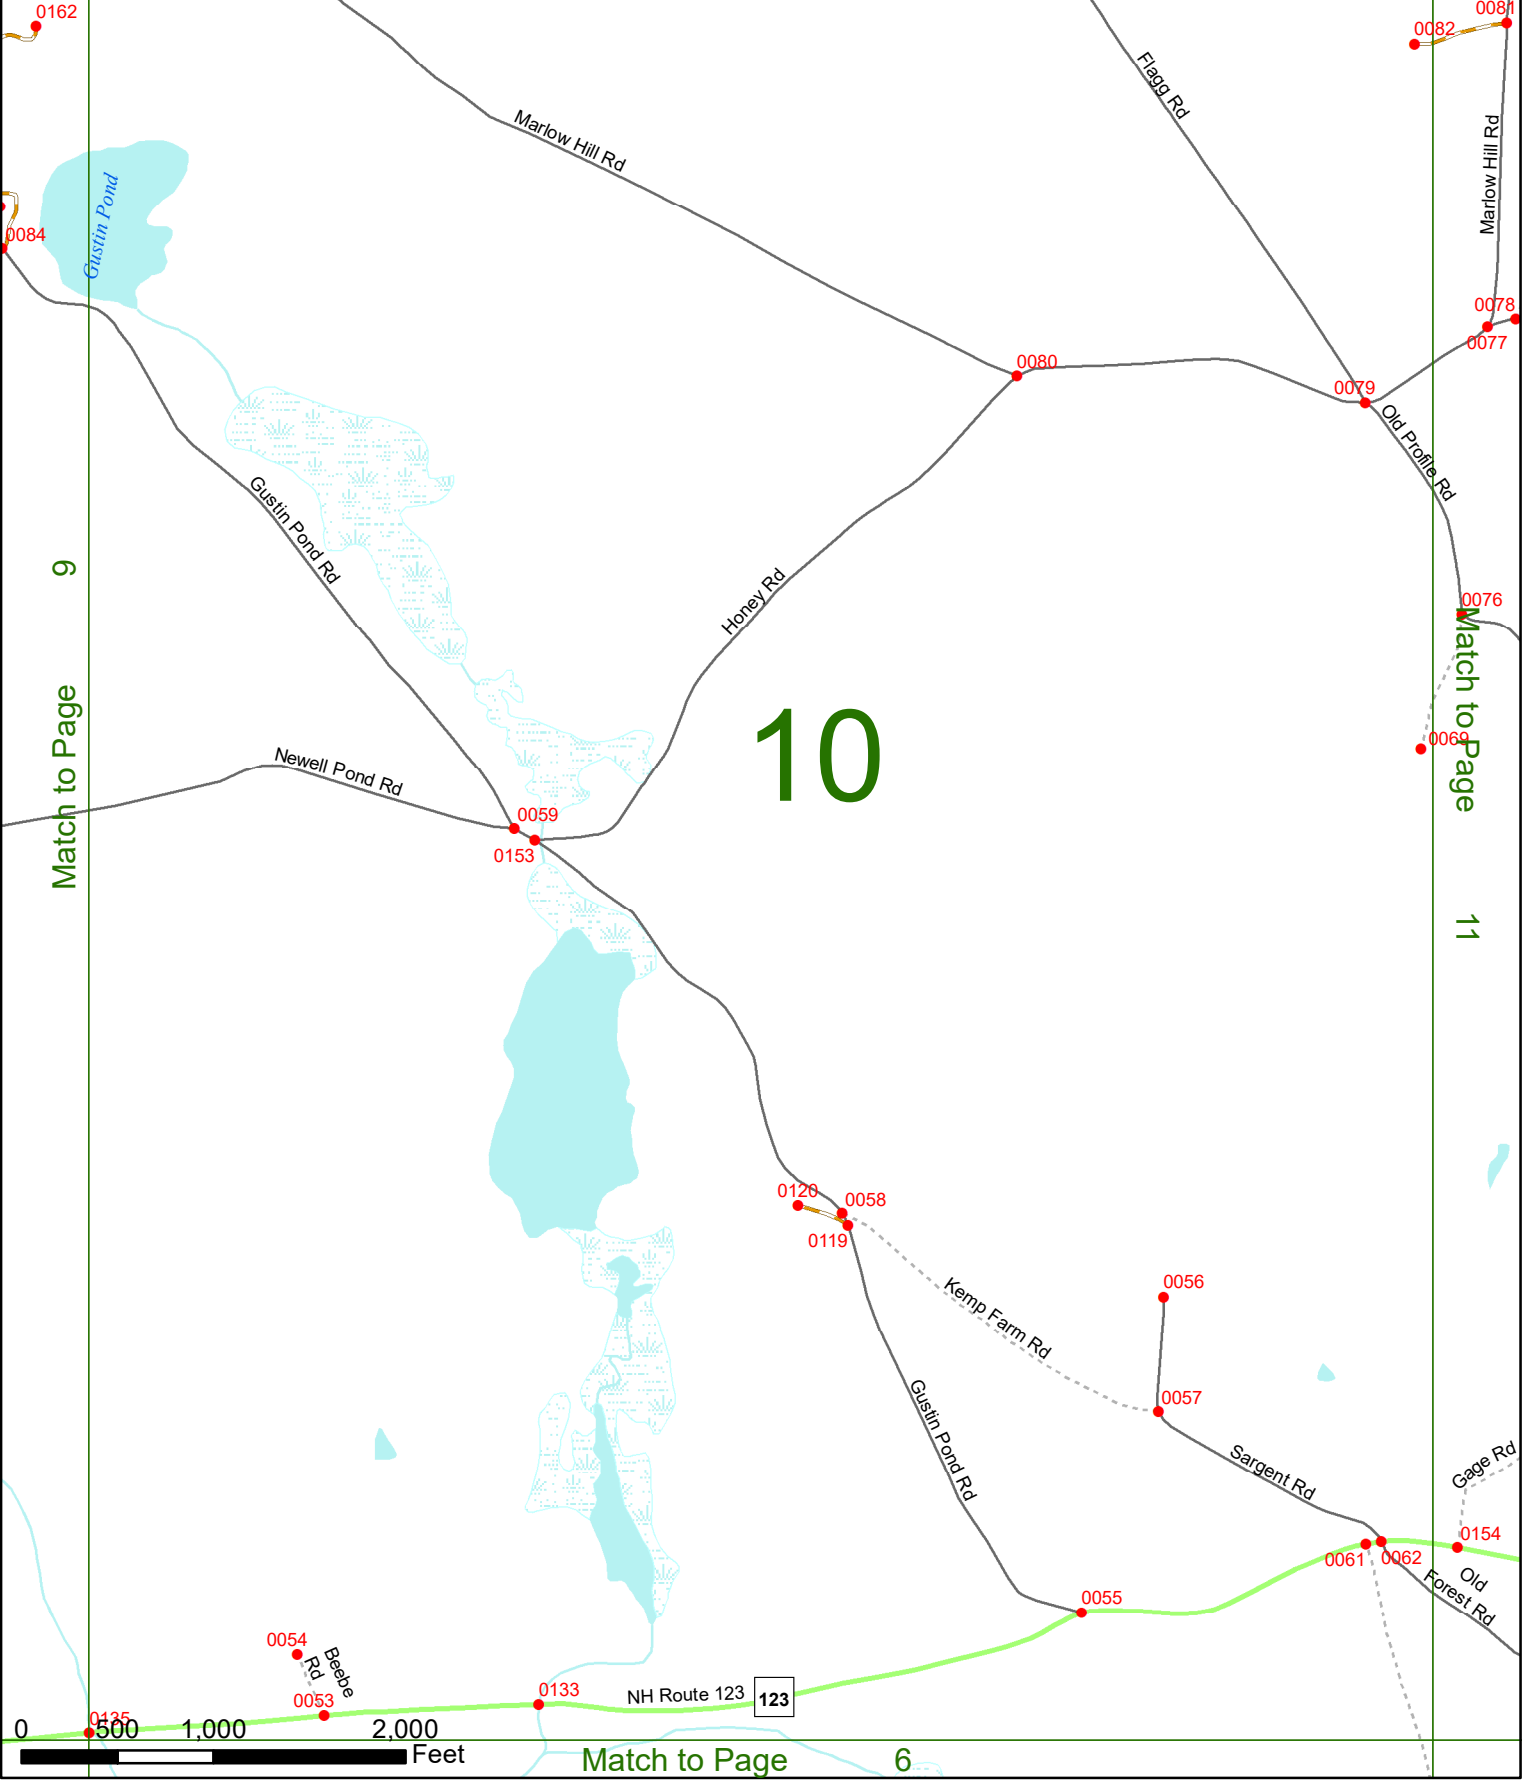 0162
0081
0082
Flagg Rd
Marlow Hill Rd
Marlow Hill Rd
Gustin Pond
0084
0078
0077
0080
0079
Old Profile Rd
Gustin Pond Rd
9
Honey Rd
0076
Match to Page
0069
Match to Page
10
Newell Pond Rd
0059
0153
11
0120
0058
0119
Kemp Farm Rd
0056
0057
Gustin Pond Rd
Sargent Rd
Gage Rd
0154
0061
0062
Old
Forest Rd
0055
0054
Beebe
Rd
0053
0133
NH Route 123
123
0135
0
500
1,000
2,000
Feet
Match to Page
6